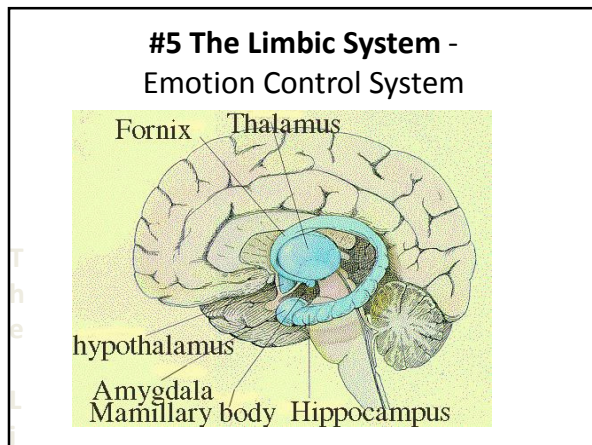 #5 The Limbic System -
Emotion Control System
Fornix Thalamus
hypothalamus
Amygdala
Mamillary body Hippocampus
T
h
e
L
i